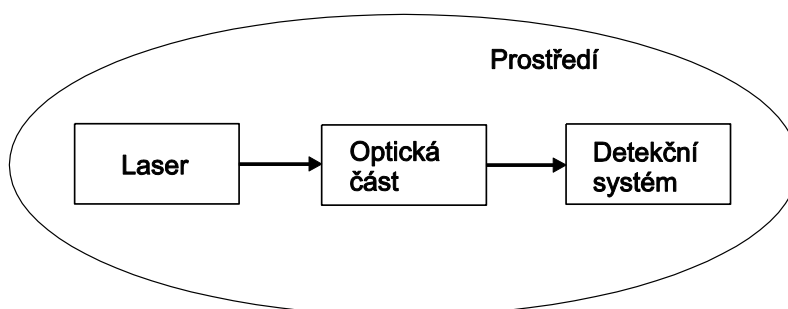 Prostředí
Laser
Optická
část
Detekční
systém